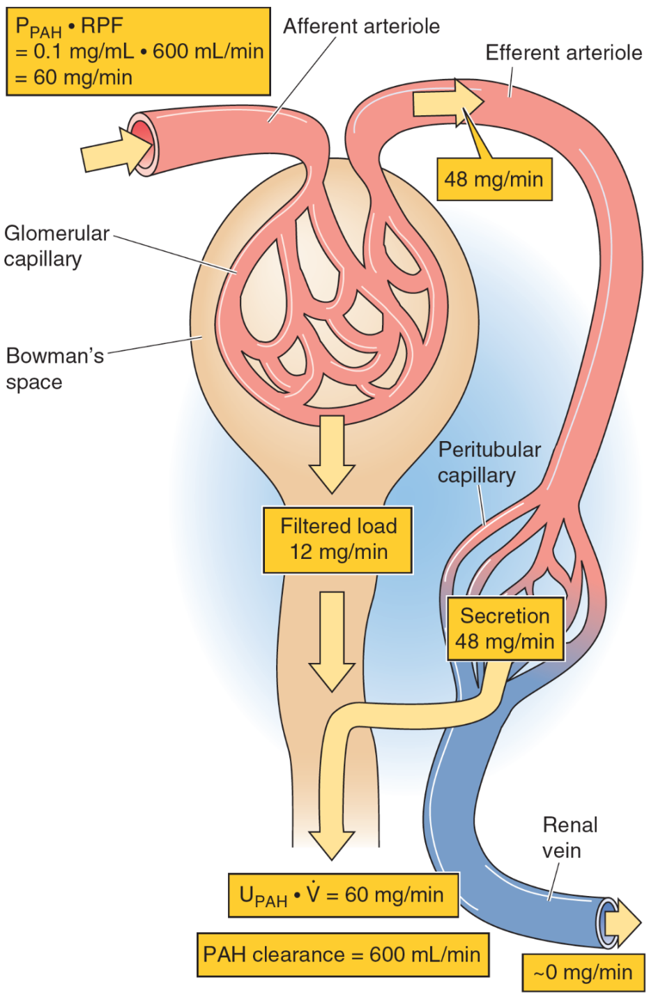 P_PAH • RPF
= 0.1 mg/mL • 600 mL/min
= 60 mg/min
Afferent arteriole
Efferent arteriole
48 mg/min
Glomerular
capillary
Bowman’s
space
Peritubular
capillary
Filtered load
12 mg/min
Secretion
48 mg/min
Renal
vein
U_PAH • V̇ = 60 mg/min
PAH clearance = 600 mL/min
~0 mg/min